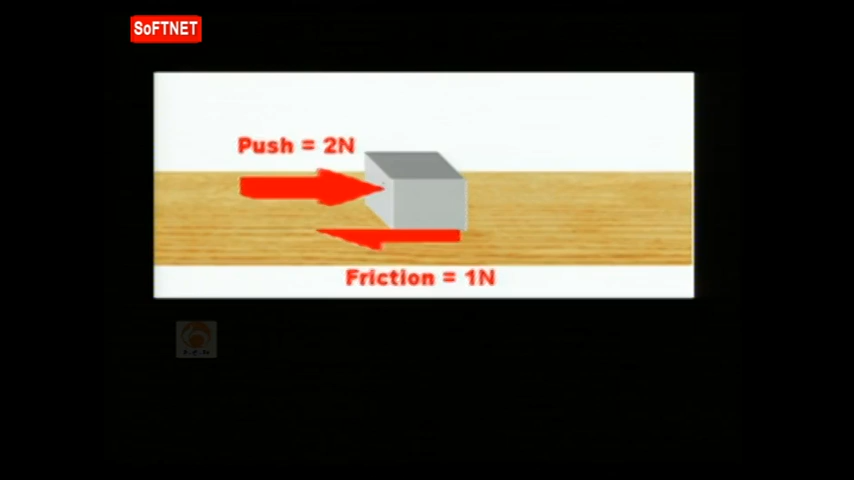 SoFTNET
Push = 2N
Friction = 1N